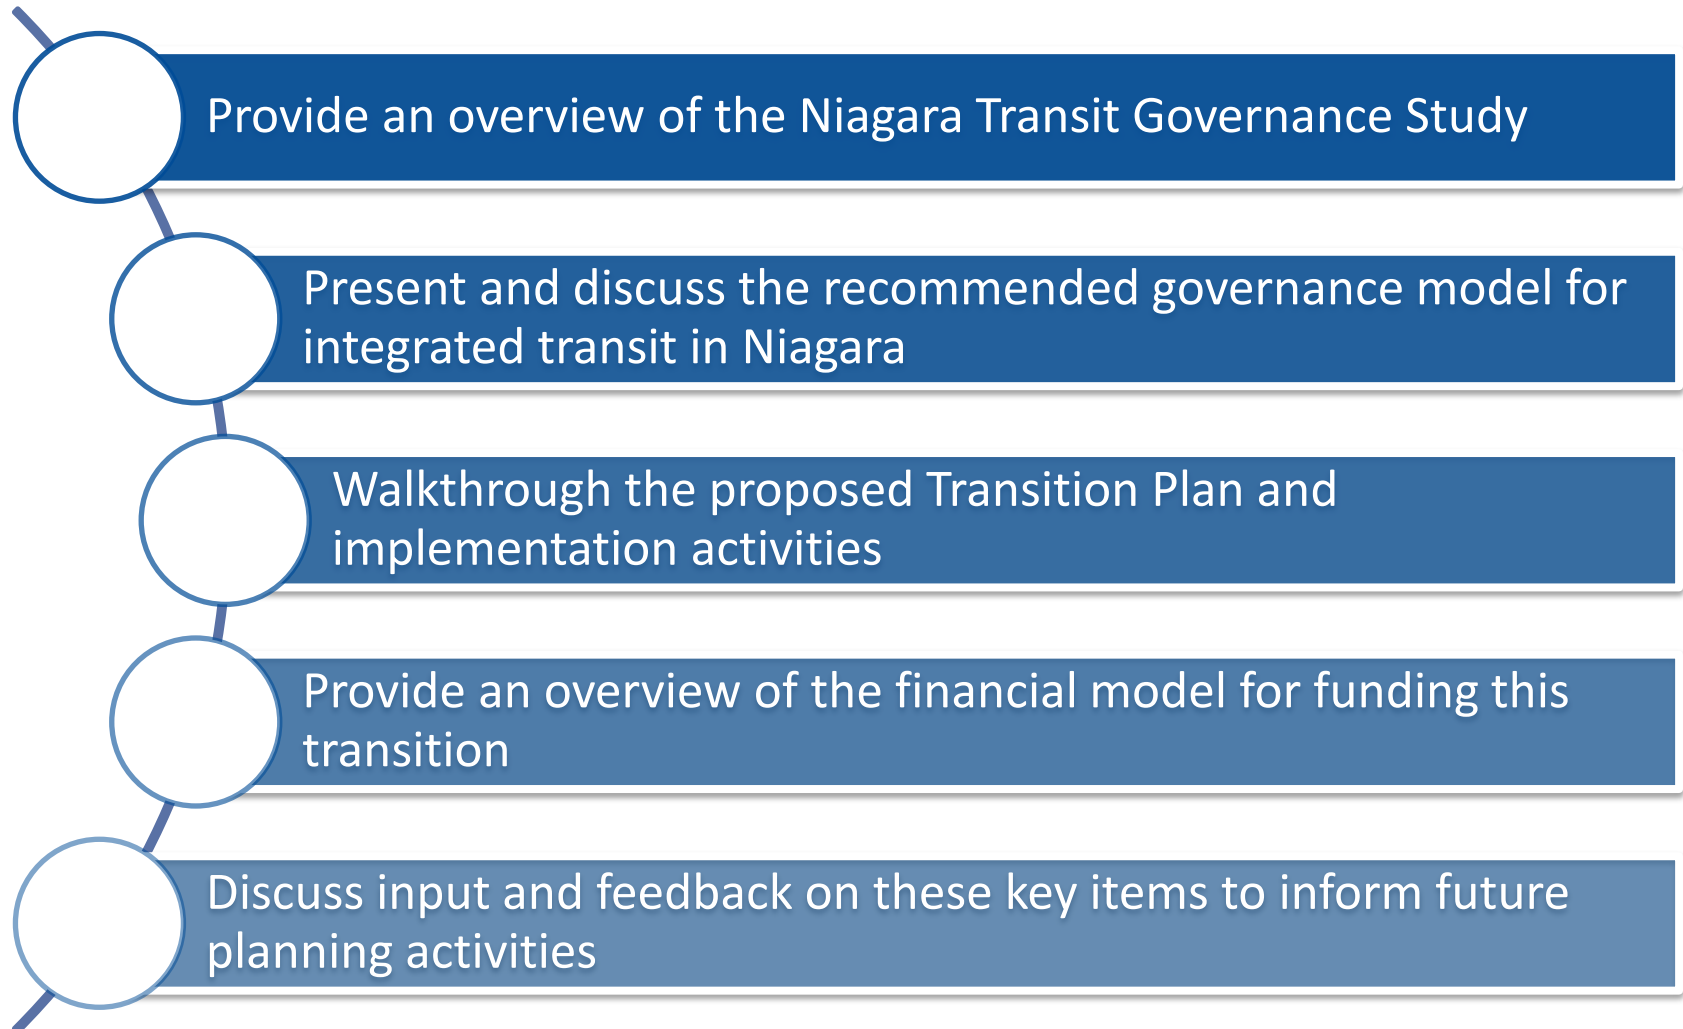 Provide an overview of the Niagara Transit Governance Study
Present and discuss the recommended governance model for
integrated transit in Niagara
Walkthrough the proposed Transition Plan and
implementation activities
Provide an overview of the financial model for funding this
transition
Discuss input and feedback on these key items to inform future
planning activities